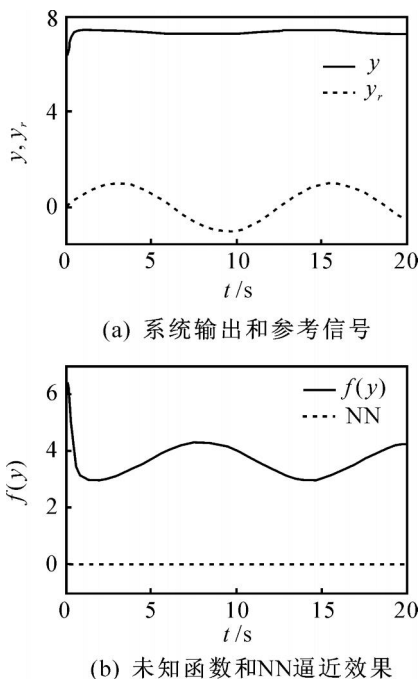 8
4
0
y, y_r
y
y_r
0 5 10 15 20
t /s
(a) 系统输出和参考信号
6
4
2
0
f(y)
f(y)
NN
0 5 10 15 20
t /s
(b) 未知函数和NN逼近效果